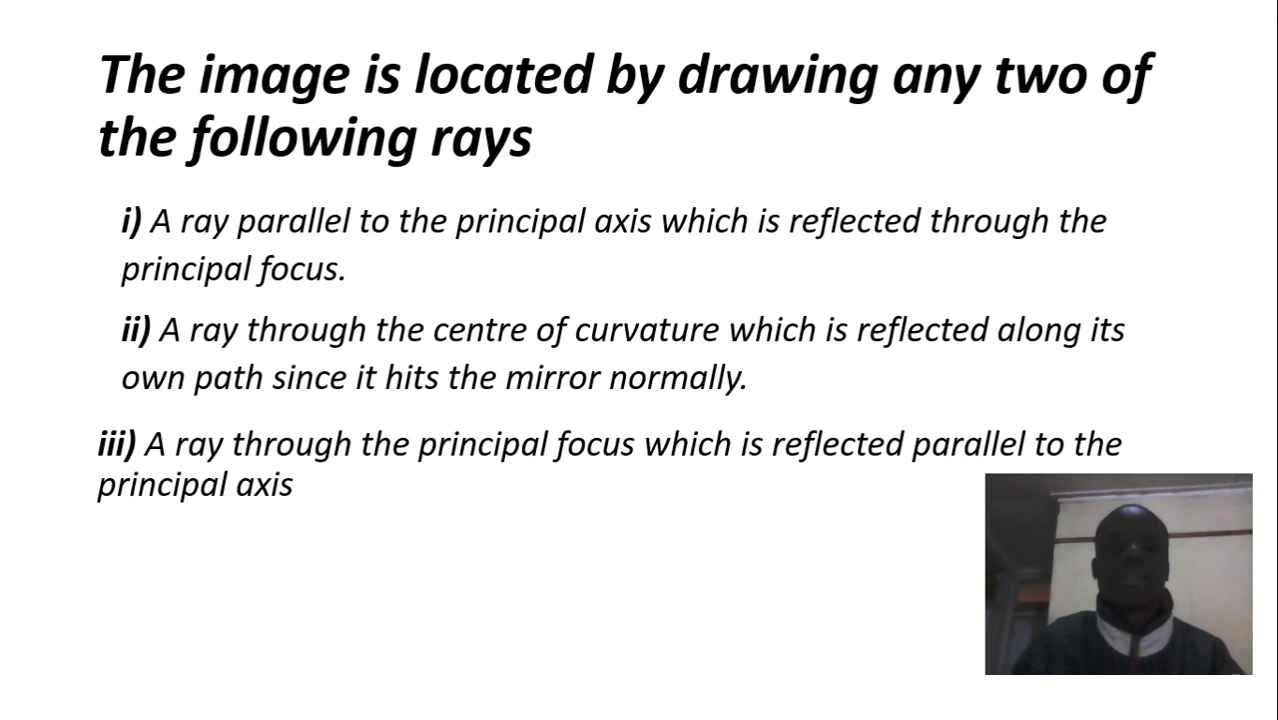 The image is located by drawing any two of
the following rays
i) A ray parallel to the principal axis which is reflected through the
principal focus.
ii) A ray through the centre of curvature which is reflected along its
own path since it hits the mirror normally.
iii) A ray through the principal focus which is reflected parallel to the
principal axis